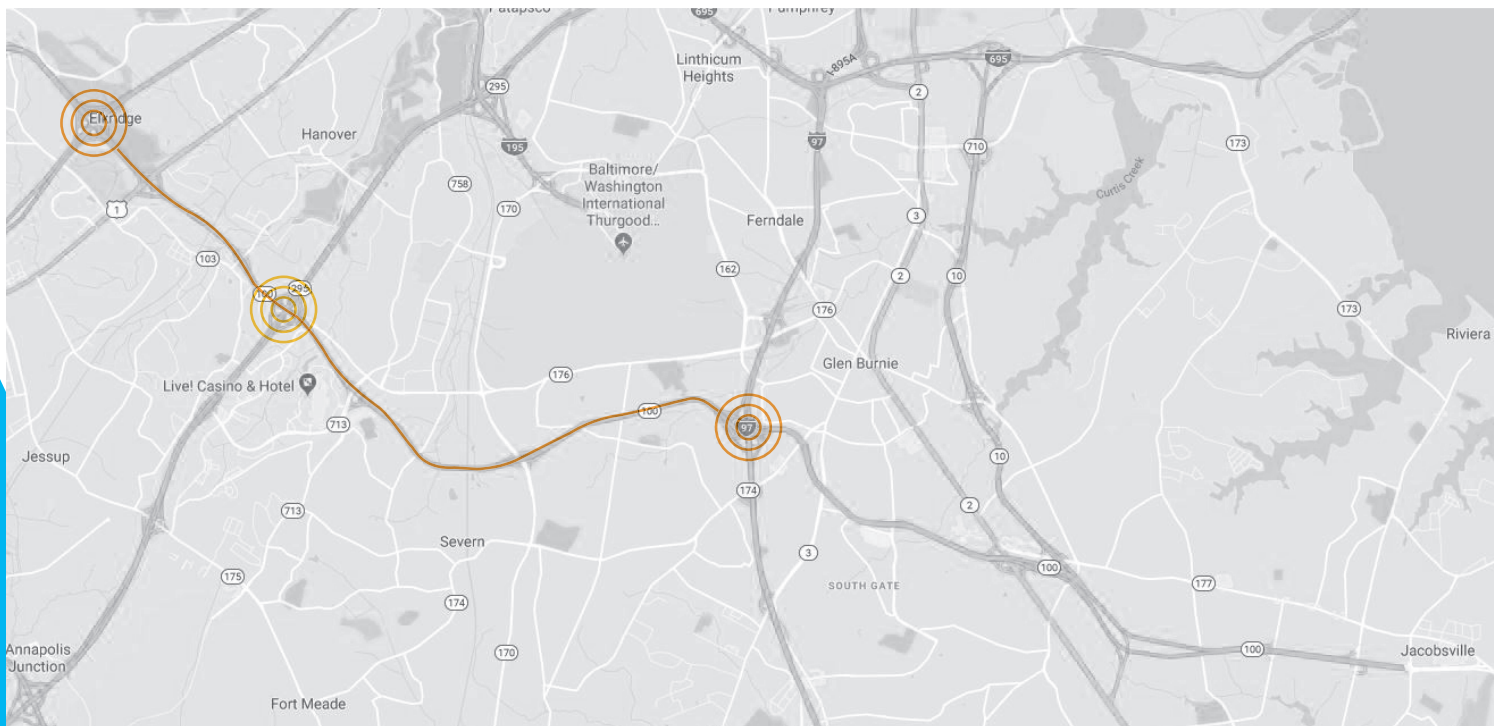 Patapsco
695
Pumphrey
Linthicum
Heights
I-895A
695
295
2
Elkridge
Hanover
195
97
710
173
Baltimore/
Washington
International
Thurgood...
758
170
Curtis Creek
1
3
Ferndale
103
162
2
10
100
295
176
173
Riviera
Live! Casino & Hotel
176
Glen Burnie
713
100
97
Jessup
10
174
2
713
Severn
3
175
SOUTH GATE
100
177
174
Annapolis
Junction
170
100
Jacobsville
Fort Meade